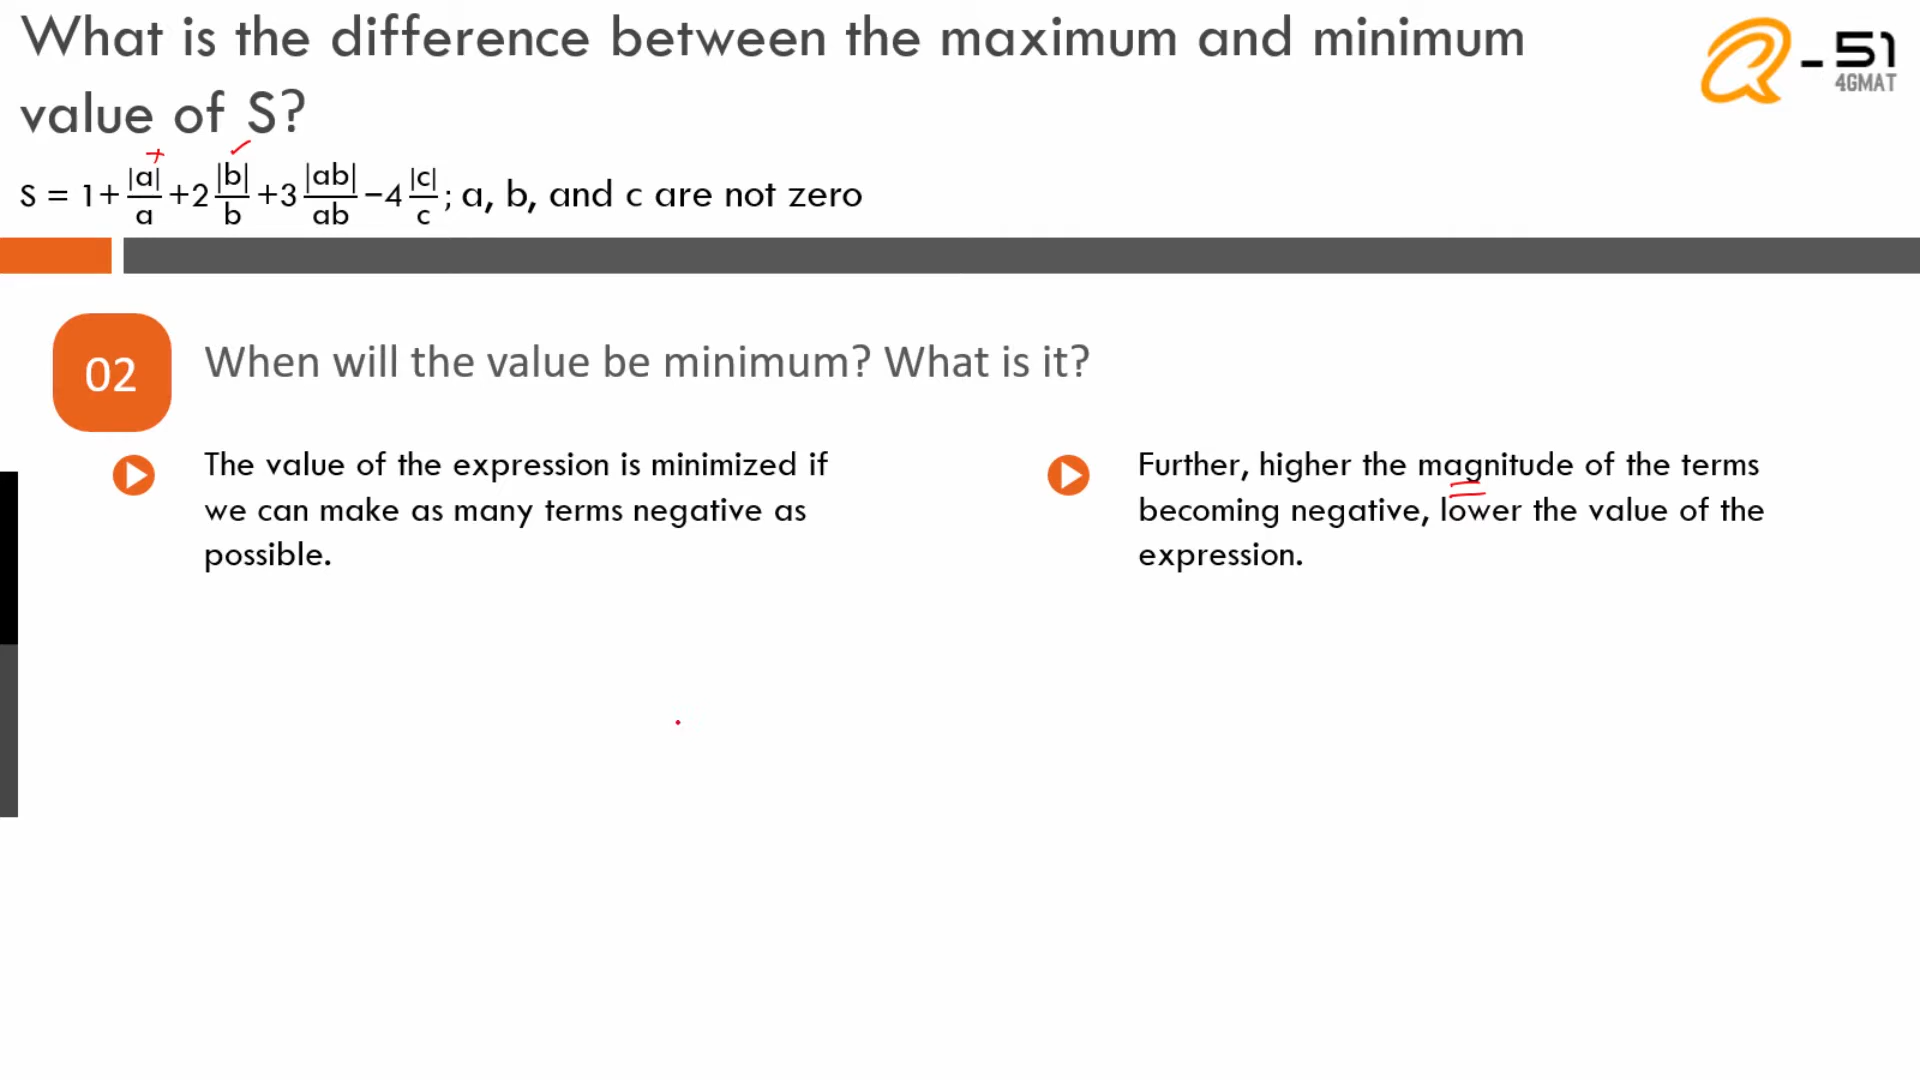 What is the difference between the maximum and minimum
value of S?
S = 1+ |a|/a +2 |b|/b +3 |ab|/ab −4 |c|/c ; a, b, and c are not zero
Q-51
4GMAT
02
When will the value be minimum? What is it?
The value of the expression is minimized if
we can make as many terms negative as
possible.
Further, higher the magnitude of the terms
becoming negative, lower the value of the
expression.